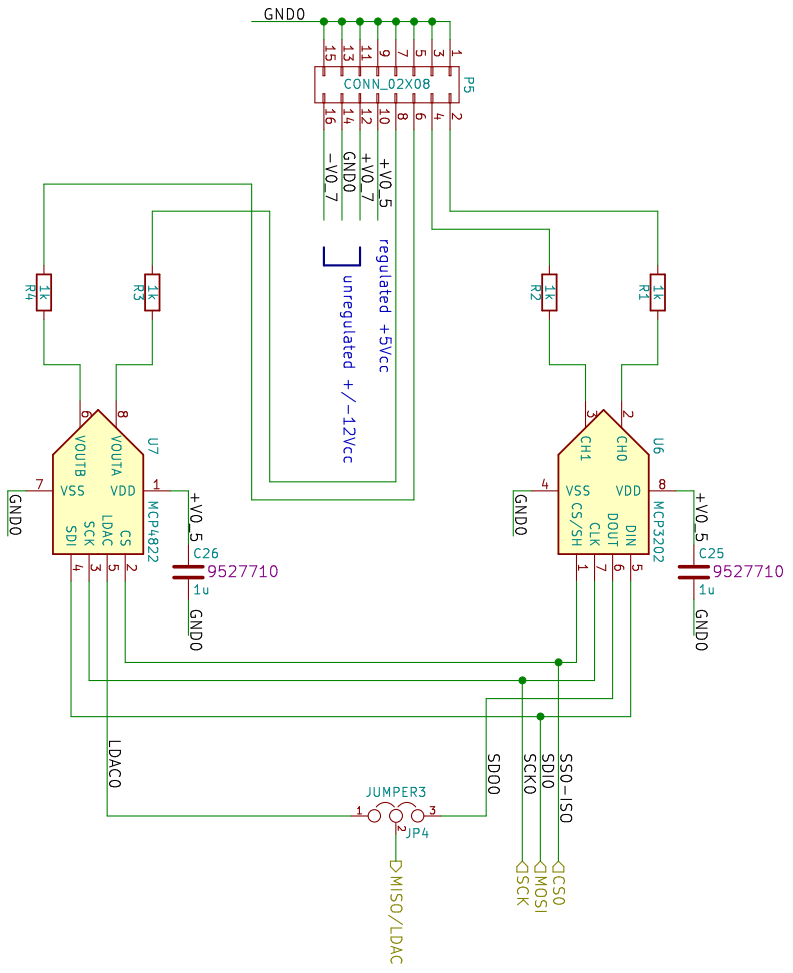 GND0
15
13
11
9
7
5
3
1
CONN_02X08
P5
16
14
12
10
8
6
4
2
-V0_7
GND0
+V0_7
+V0_5
regulated +5Vcc
unregulated +/-12Vcc
R4
1k
R3
1k
R2
1k
R1
1k
6
8
VOUTB
VOUTA
U7
7
VSS
VDD
1
GND0
+V0_5
SDI
SCK
LDAC
CS
MCP4822
4
3
5
2
C26
9527710
1u
GND0
3
2
CH1
CH0
U6
4
VSS
VDD
8
GND0
+V0_5
CS/SH
CLK
DOUT
DIN
MCP3202
1
7
6
5
C25
9527710
1u
GND0
LDAC0
SDO0
SCK0
SDI0
SS0-ISO
JUMPER3
1
2
3
JP4
MISO/LDAC
SCK
MOSI
CS0